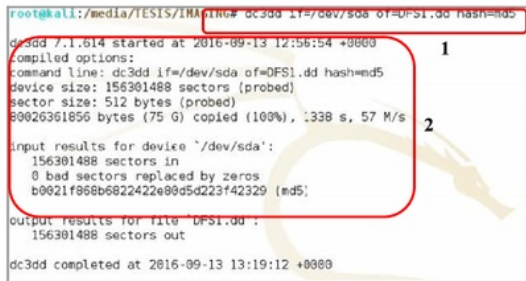 root@kali:/media/TESIS/IMAGING# dc3dd if=/dev/sda of=DFS1.dd hash=md5
1
dc3dd 7.1.614 started at 2016-09-13 12:56:54 +0000
compiled options:
command line: dc3dd if=/dev/sda of=DFS1.dd hash=md5
device size: 156301488 sectors (probed)
sector size: 512 bytes (probed)
80026361856 bytes (75 G) copied (100%), 1338 s, 57 M/s
2
input results for device `/dev/sda':
156301488 sectors in
0 bad sectors replaced by zeros
b0021f868b6822422e80d5d223f42329 (md5)
output results for file `DFS1.dd':
156301488 sectors out
dc3dd completed at 2016-09-13 13:19:12 +0000